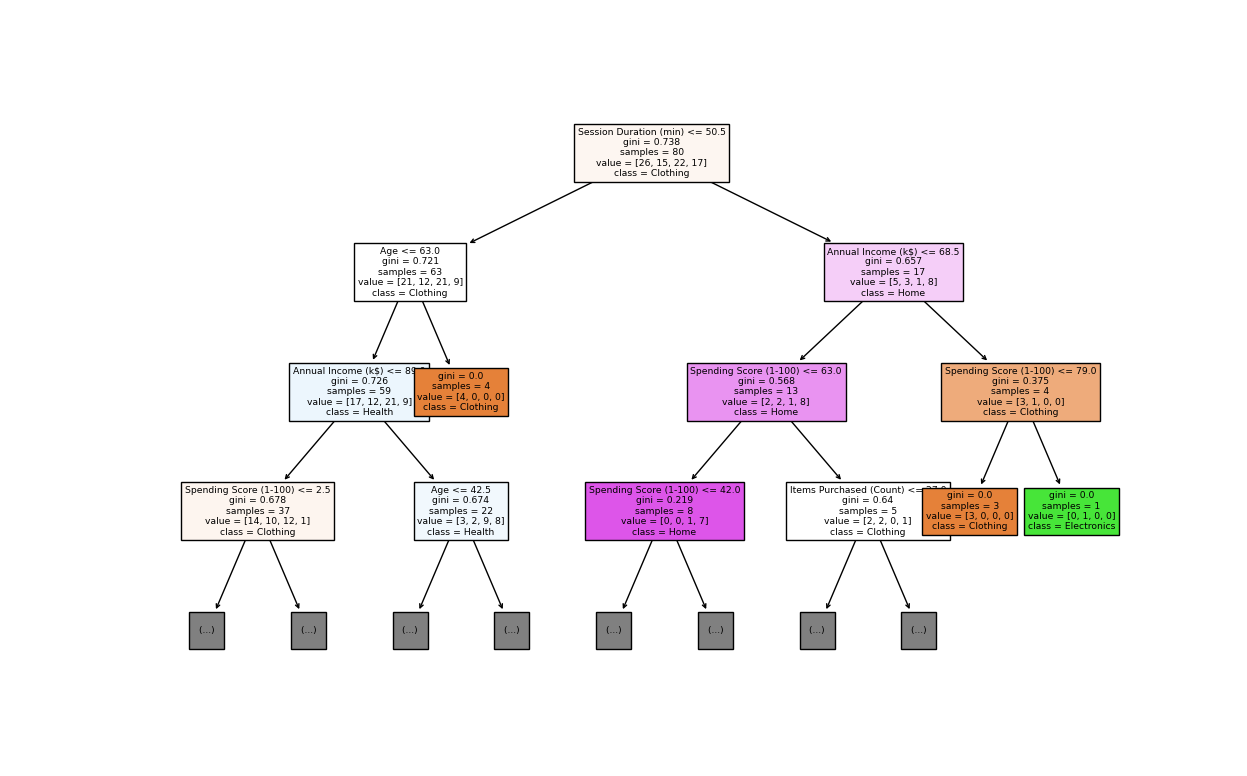 Session Duration (min) <= 50.5
gini = 0.738
samples = 80
value = [26, 15, 22, 17]
class = Clothing
Age <= 63.0
gini = 0.721
samples = 63
value = [21, 12, 21, 9]
class = Clothing
Annual Income (k$) <= 68.5
gini = 0.657
samples = 17
value = [5, 3, 1, 8]
class = Home
Annual Income (k$) <=
gini = 0.726
samples = 59
value = [17, 12, 21, 9]
class = Health
gini = 0.0
samples = 4
value = [4, 0, 0, 0]
class = Clothing
Spending Score (1-100) <= 63.0
gini = 0.568
samples = 13
value = [2, 2, 1, 8]
class = Home
Spending Score (1-100) <= 79.0
gini = 0.375
samples = 4
value = [3, 1, 0, 0]
class = Clothing
Spending Score (1-100) <= 2.5
gini = 0.678
samples = 37
value = [14, 10, 12, 1]
class = Clothing
Age <= 42.5
gini = 0.674
samples = 22
value = [3, 2, 9, 8]
class = Health
Spending Score (1-100) <= 42.0
gini = 0.219
samples = 8
value = [0, 0, 1, 7]
class = Home
Items Purchased (Count) <=
gini = 0.64
samples = 5
value = [2, 2, 0, 1]
class = Clothing
gini = 0.0
samples = 3
value = [3, 0, 0, 0]
class = Clothing
gini = 0.0
samples = 1
value = [0, 1, 0, 0]
class = Electronics
(...)
(...)
(...)
(...)
(...)
(...)
(...)
(...)